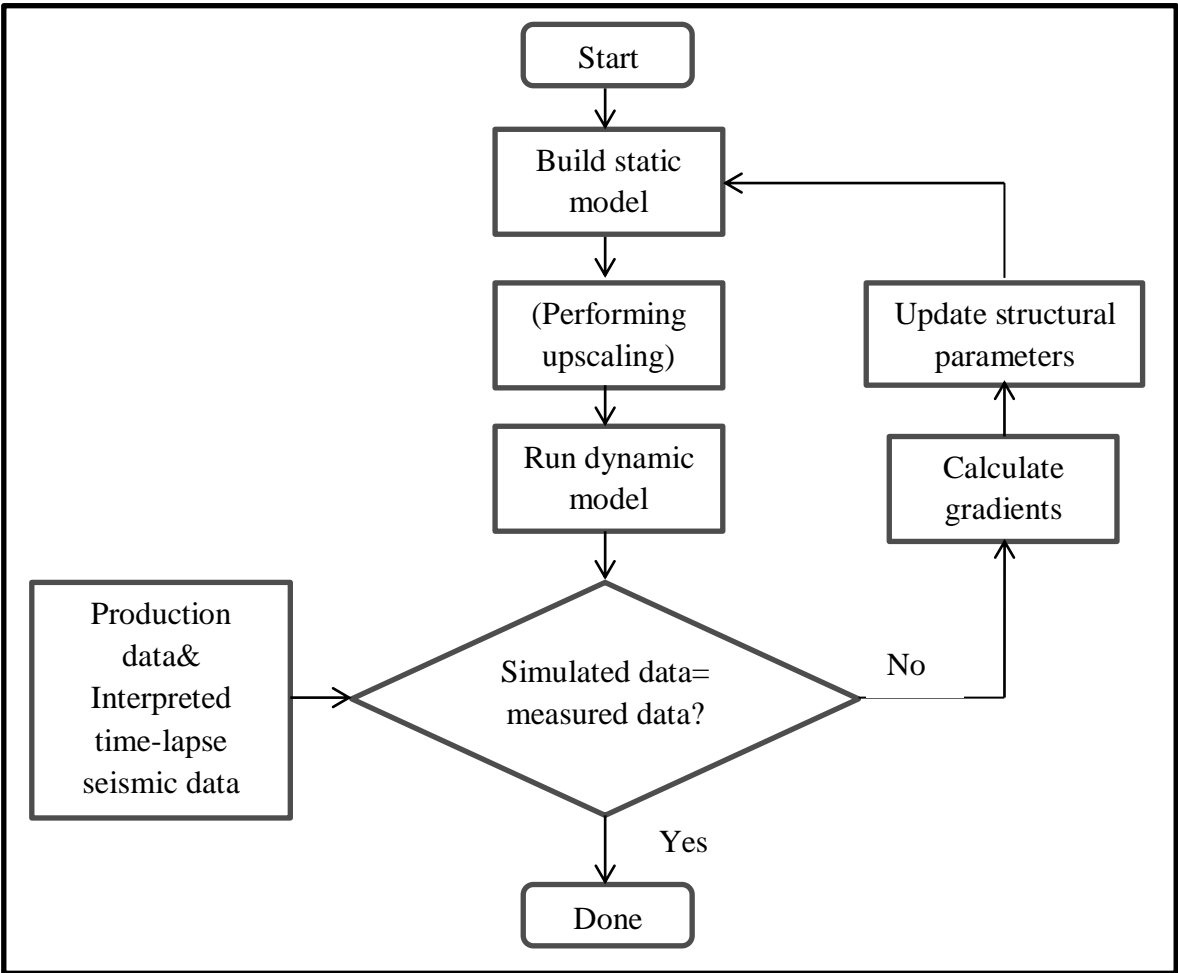 Start
Build static
model
(Performing
upscaling)
Update structural
parameters
Run dynamic
model
Calculate
gradients
Production
data&
Interpreted
time-lapse
seismic data
Simulated data=
measured data?
No
Yes
Done